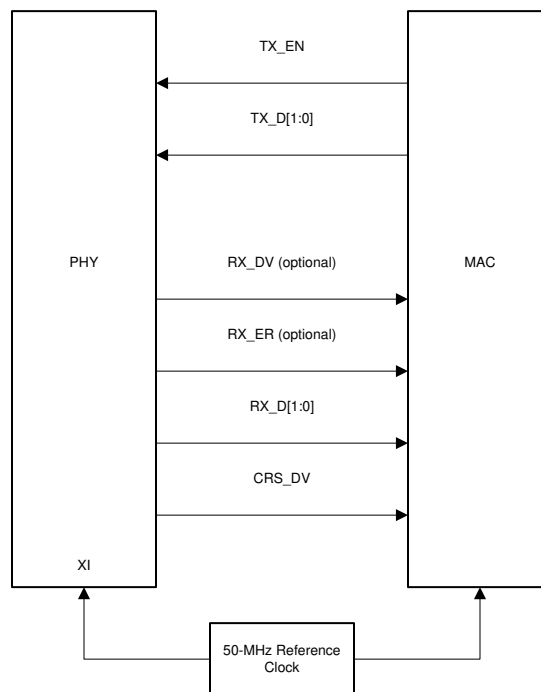 TX_EN
TX_D[1:0]
PHY
RX_DV (optional)
MAC
RX_ER (optional)
RX_D[1:0]
CRS_DV
XI
50-MHz Reference
Clock